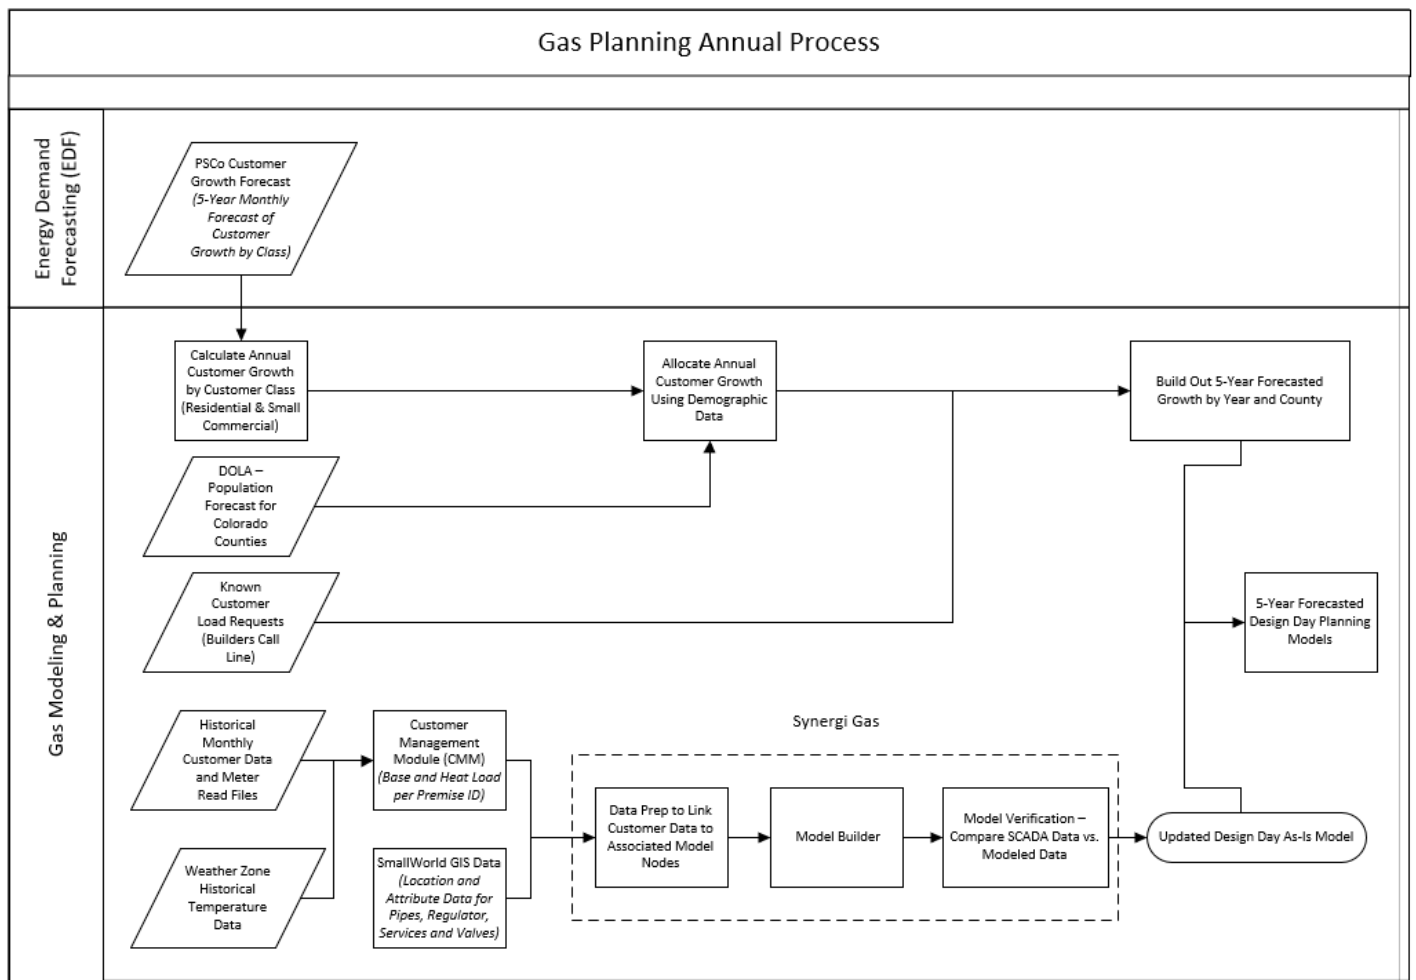 Gas Planning Annual Process
Energy Demand
Forecasting (EDF)
PSCo Customer
Growth Forecast
(5-Year Monthly
Forecast of
Customer
Growth by Class)
Gas Modeling & Planning
Calculate Annual
Customer Growth
by Customer Class
(Residential & Small
Commercial)
Allocate Annual
Customer Growth
Using Demographic
Data
Build Out 5-Year Forecasted
Growth by Year and County
DOLA –
Population
Forecast for
Colorado
Counties
Known
Customer
Load Requests
(Builders Call
Line)
5-Year Forecasted
Design Day Planning
Models
Historical
Monthly
Customer Data
and Meter
Read Files
Customer
Management
Module (CMM)
(Base and Heat Load
per Premise ID)
Synergi Gas
Data Prep to Link
Customer Data to
Associated Model
Nodes
Model Builder
Model Verification –
Compare SCADA Data vs.
Modeled Data
Updated Design Day As-Is Model
Weather Zone
Historical
Temperature
Data
SmallWorld GIS Data
(Location and
Attribute Data for
Pipes, Regulator,
Services and Valves)